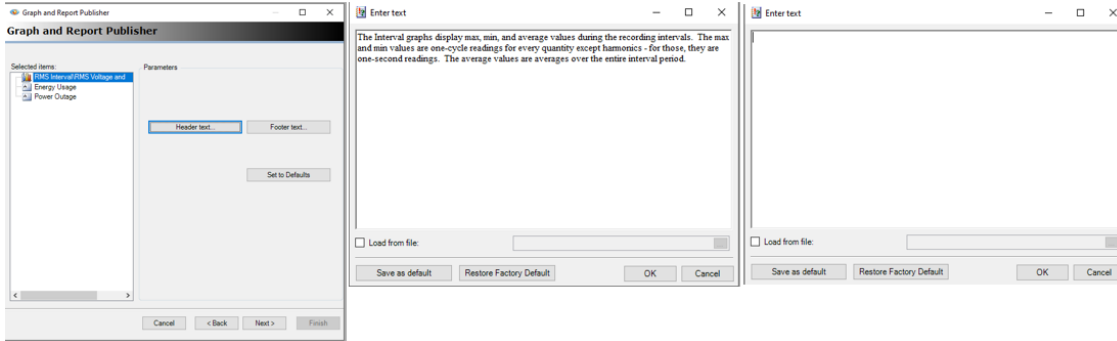 Graph and Report Publisher
Graph and Report Publisher
Selected items:
RMS Interval\RMS Voltage and
Energy Usage
Power Outage
Parameters
Header text...
Footer text...
Set to Defaults
Cancel
< Back
Next >
Finish
Enter text
The Interval graphs display max, min, and average values during the recording intervals.  The max
and min values are one-cycle readings for every quantity except harmonics - for those, they are
one-second readings.  The average values are averages over the entire interval period.
Load from file:
Save as default
Restore Factory Default
OK
Cancel
Enter text
Load from file:
Save as default
Restore Factory Default
OK
Cancel